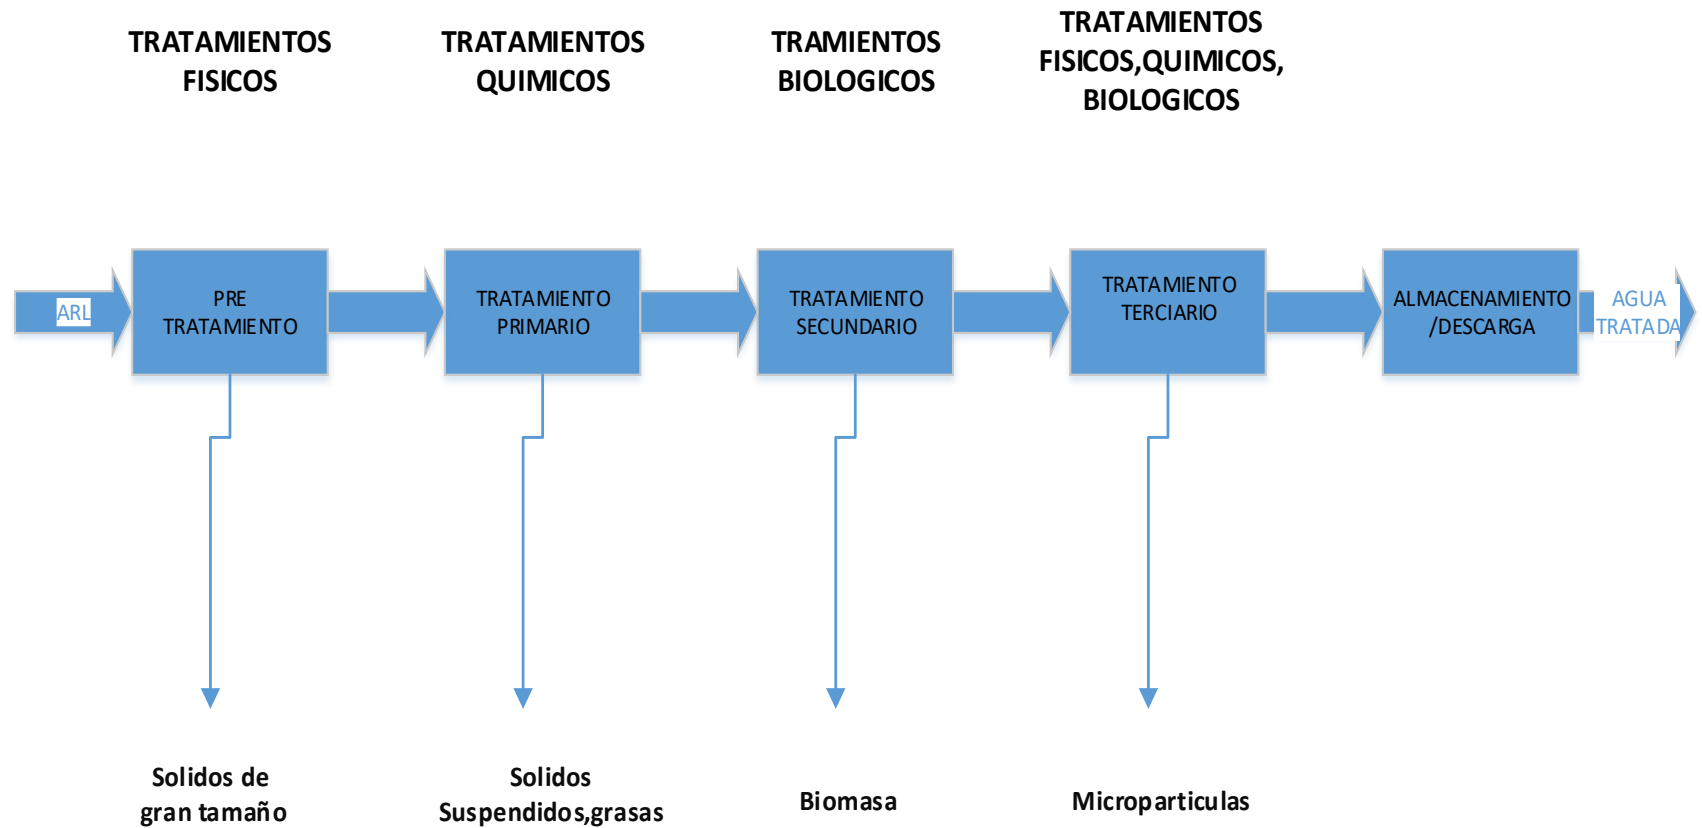 TRATAMIENTOS
FISICOS
TRATAMIENTOS
QUIMICOS
TRAMIENTOS
BIOLOGICOS
TRATAMIENTOS
FISICOS,QUIMICOS,
BIOLOGICOS
ARL
PRE
TRATAMIENTO
TRATAMIENTO
PRIMARIO
TRATAMIENTO
SECUNDARIO
TRATAMIENTO
TERCIARIO
ALMACENAMIENTO
/DESCARGA
AGUA
TRATADA
Solidos de
gran tamaño
Solidos
Suspendidos,grasas
Biomasa
Microparticulas